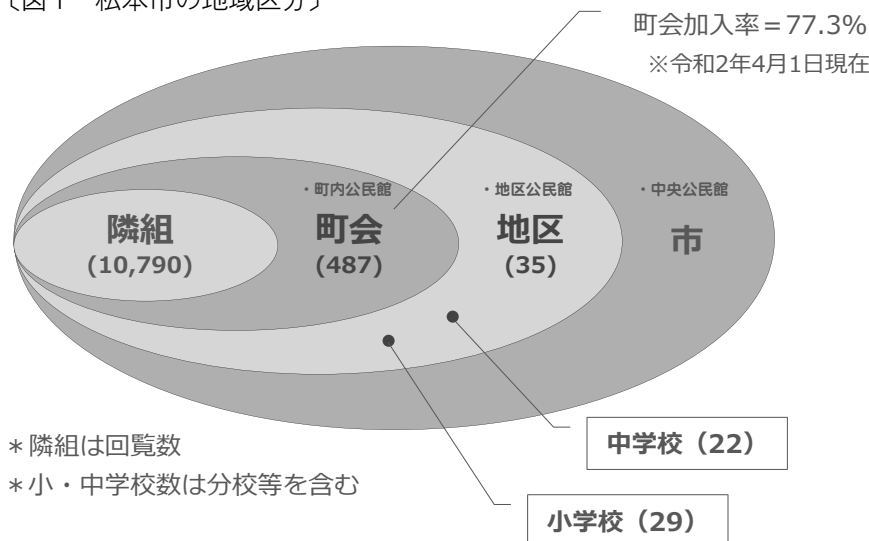 〔図1 松本市の地域区分〕
町会加入率＝77.3%
※令和2年4月1日現在
・町内公民館
・地区公民館
・中央公民館
隣組
(10,790)
町会
(487)
地区
(35)
市
中学校（22）
小学校（29）
＊隣組は回覧数
＊小・中学校数は分校等を含む